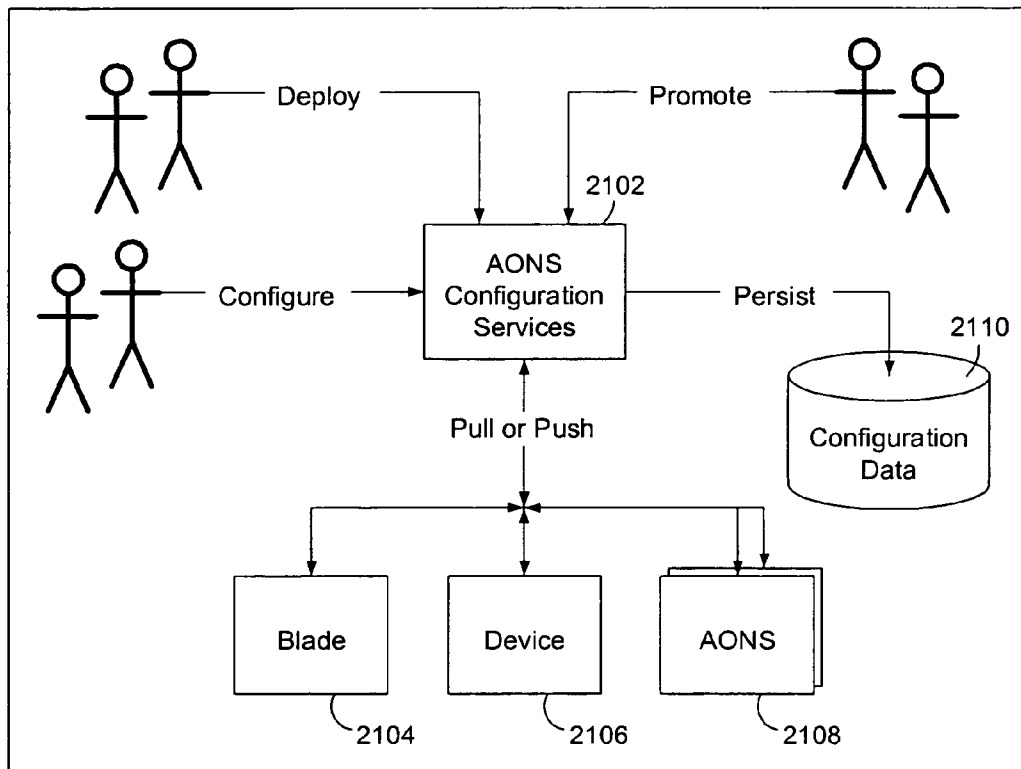 Deploy
Promote
2102
AONS
Configuration
Services
Configure
Persist
2110
Configuration
Data
Pull or Push
Blade
Device
AONS
2104
2106
2108